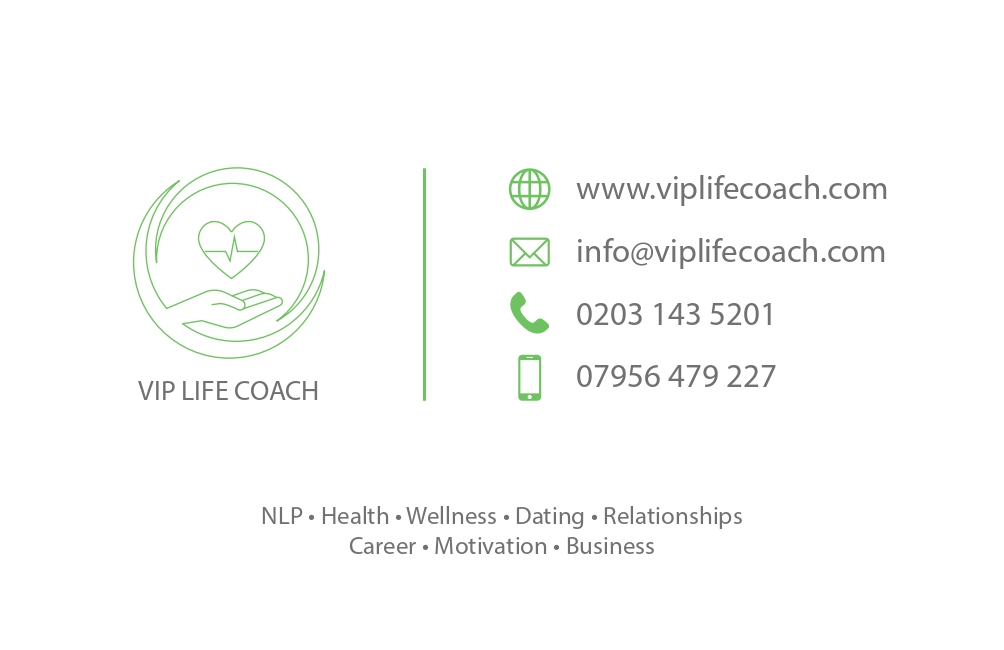 www.viplifecoach.com
info@viplifecoach.com
0203 143 5201
07956 479 227
VIP LIFE COACH
NLP • Health • Wellness • Dating • Relationships
Career • Motivation • Business